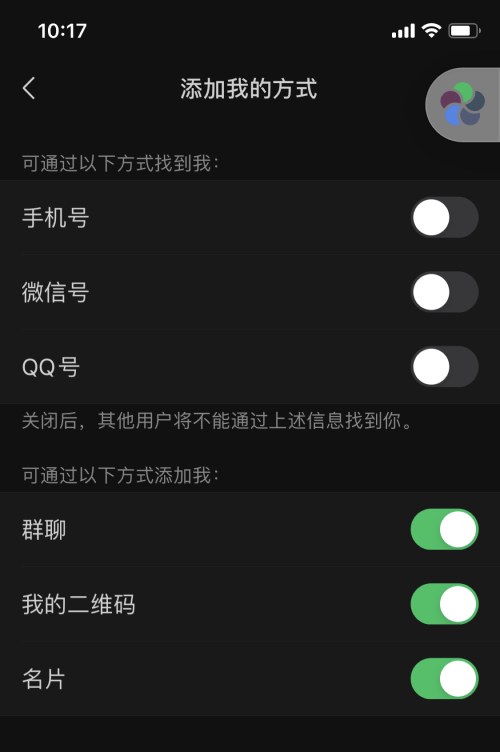 10:17
添加我的方式
可通过以下方式找到我：
手机号
微信号
QQ号
关闭后，其他用户将不能通过上述信息找到你。
可通过以下方式添加我：
群聊
我的二维码
名片